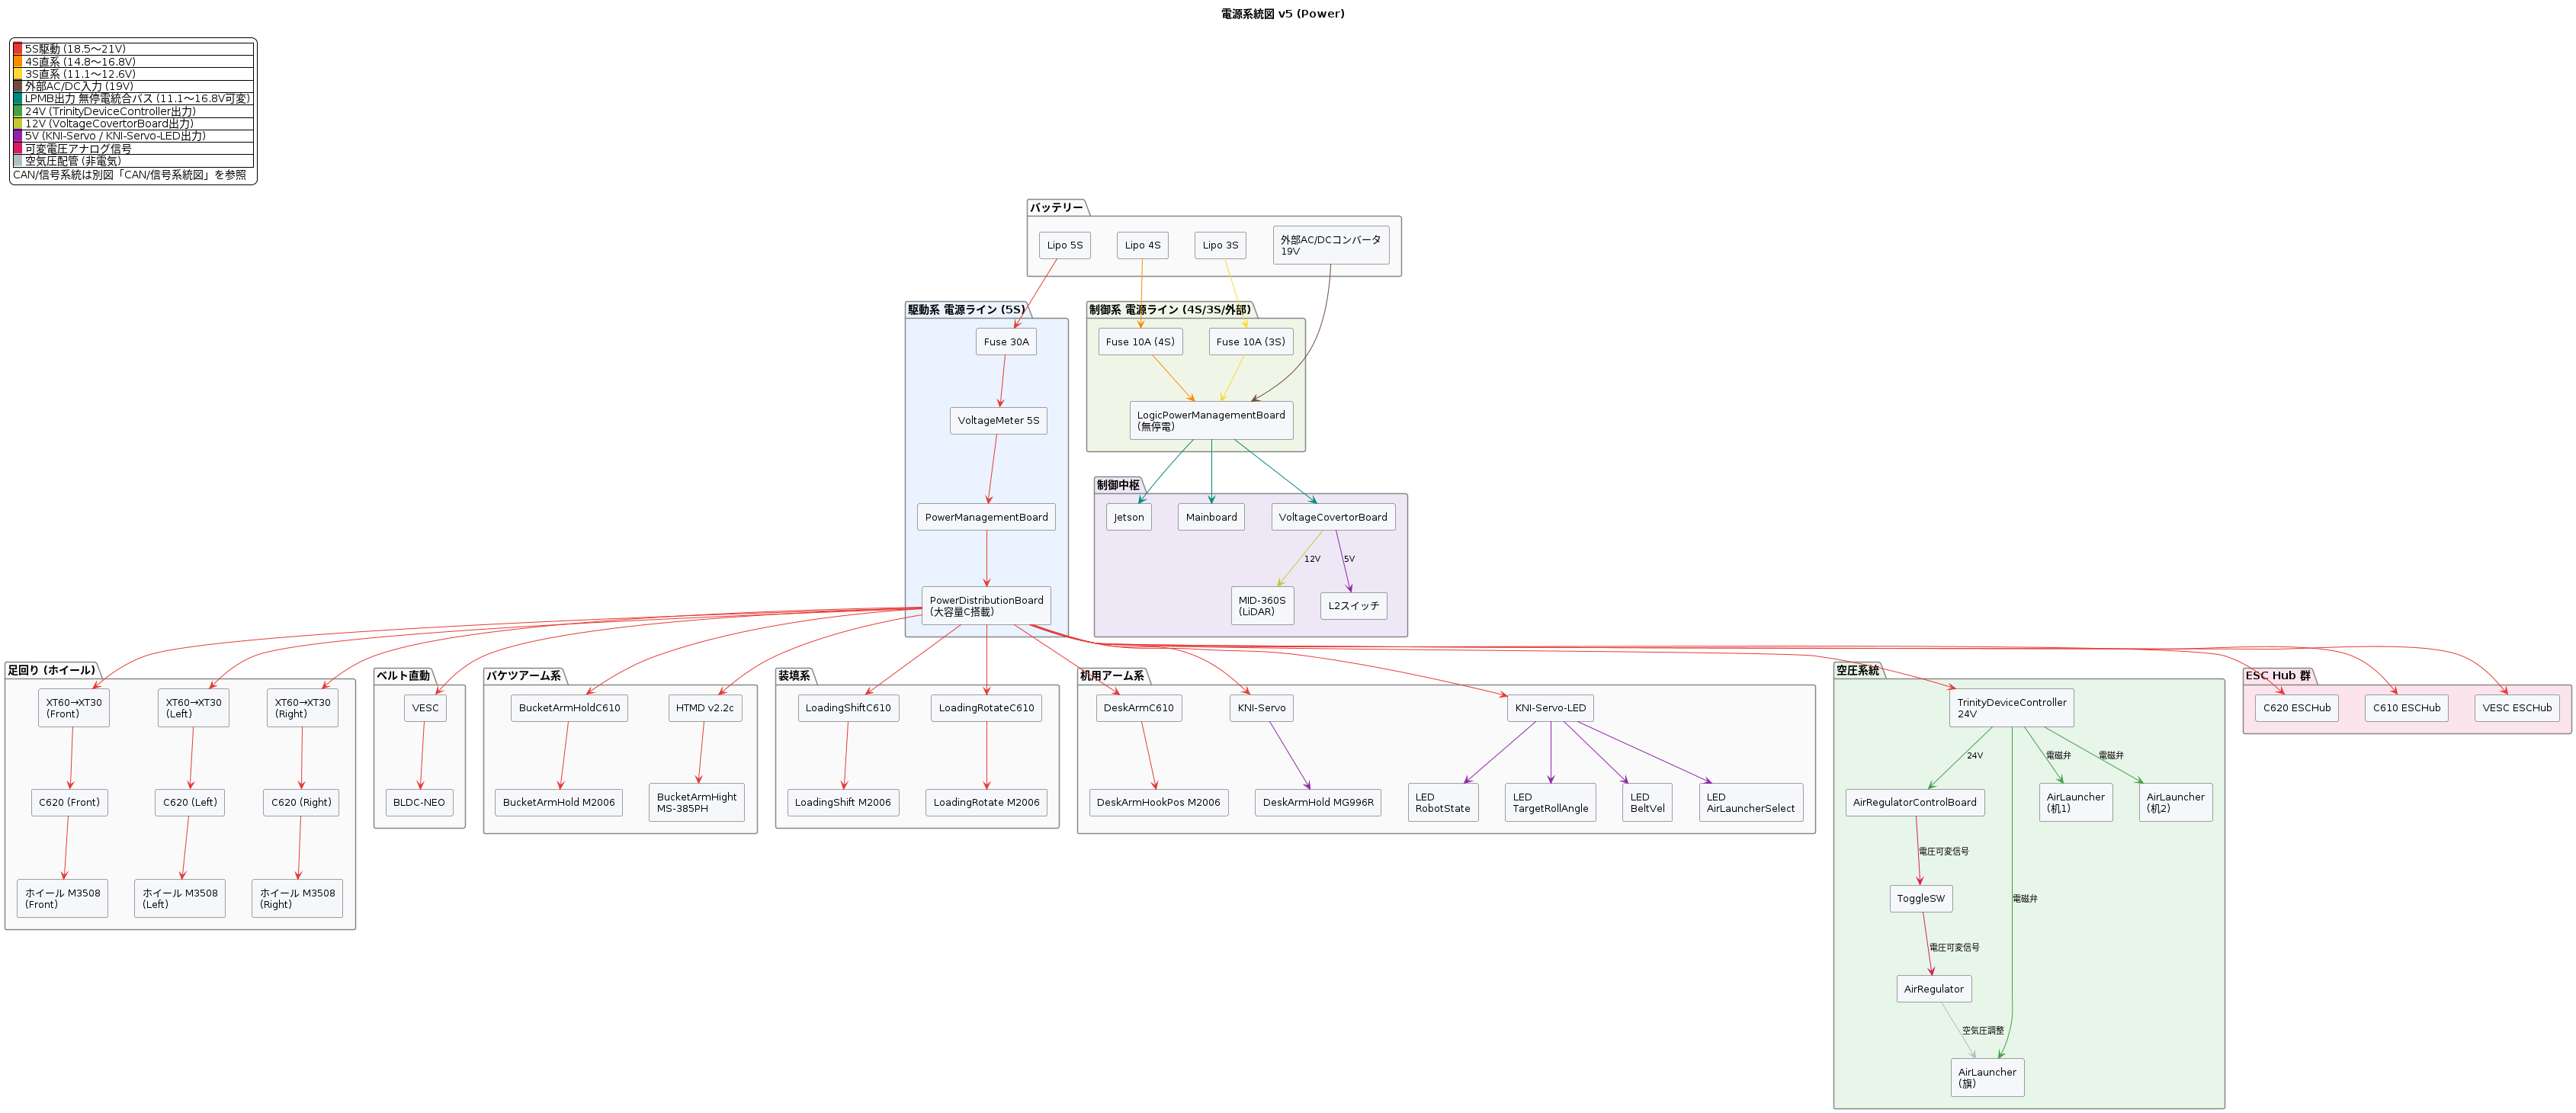 電源系統図 v5 (Power)
5S駆動 (18.5〜21V)
4S直系 (14.8〜16.8V)
3S直系 (11.1〜12.6V)
外部AC/DC入力 (19V)
LPMB出力 無停電統合バス (11.1〜16.8V可変)
24V (TrinityDeviceController出力)
12V (VoltageCovertorBoard出力)
5V (KNI-Servo / KNI-Servo-LED出力)
可変電圧アナログ信号
空気圧配管 (非電気)
CAN/信号系統は別図「CAN/信号系統図」を参照
バッテリー
Lipo 5S
Lipo 4S
Lipo 3S
外部AC/DCコンバータ
19V
駆動系 電源ライン (5S)
Fuse 30A
VoltageMeter 5S
PowerManagementBoard
PowerDistributionBoard
(大容量C搭載)
制御系 電源ライン (4S/3S/外部)
Fuse 10A (4S)
Fuse 10A (3S)
LogicPowerManagementBoard
(無停電)
制御中枢
Jetson
Mainboard
VoltageCovertorBoard
12V
5V
MID-360S
(LiDAR)
L2スイッチ
足回り (ホイール)
XT60→XT30
(Front)
XT60→XT30
(Left)
XT60→XT30
(Right)
C620 (Front)
C620 (Left)
C620 (Right)
ホイール M3508
(Front)
ホイール M3508
(Left)
ホイール M3508
(Right)
ベルト直動
VESC
BLDC-NEO
バケツアーム系
BucketArmHoldC610
HTMD v2.2c
BucketArmHold M2006
BucketArmHight
MS-385PH
装填系
LoadingShiftC610
LoadingRotateC610
LoadingShift M2006
LoadingRotate M2006
机用アーム系
DeskArmC610
KNI-Servo
KNI-Servo-LED
DeskArmHookPos M2006
DeskArmHold MG996R
LED
RobotState
LED
TargetRollAngle
LED
BeltVel
LED
AirLauncherSelect
空圧系統
TrinityDeviceController
24V
24V
電磁弁
電磁弁
AirRegulatorControlBoard
AirLauncher
(机1)
AirLauncher
(机2)
電圧可変信号
ToggleSW
電磁弁
電圧可変信号
AirRegulator
空気圧調整
AirLauncher
(旗)
ESC Hub 群
C620 ESCHub
C610 ESCHub
VESC ESCHub